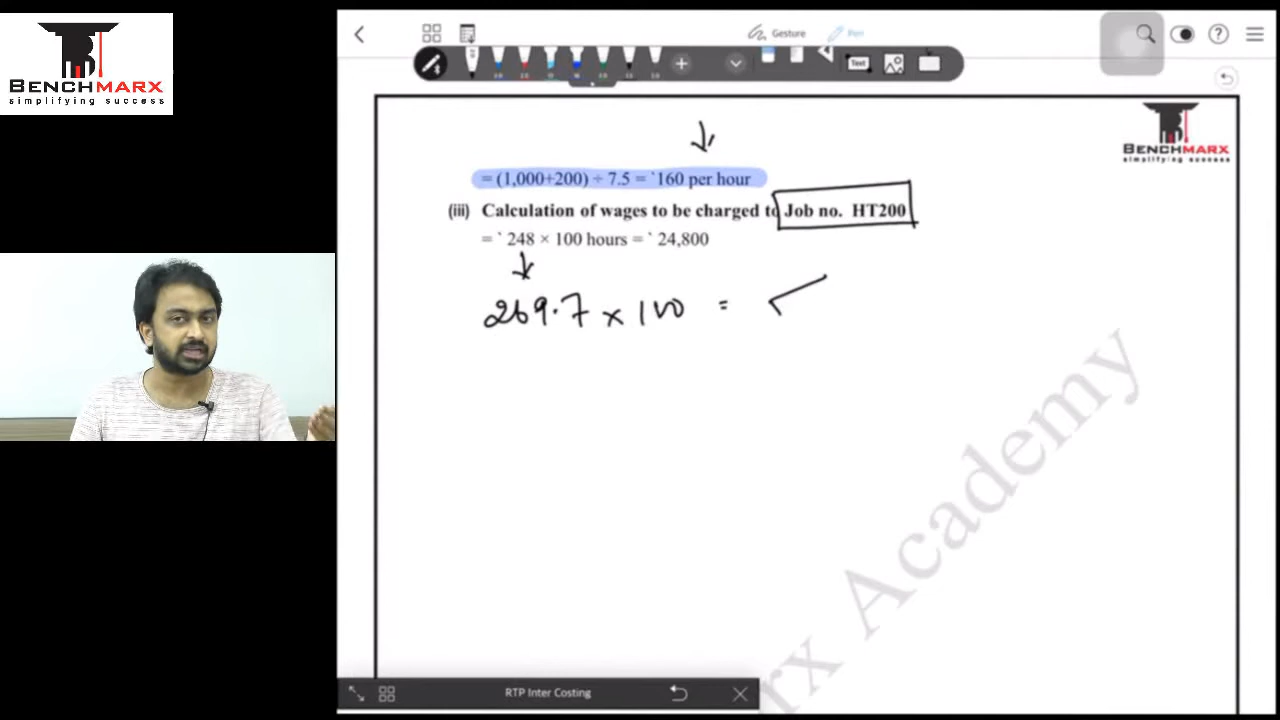 BENCHMARX
simplifying success
Gesture
Pen
Text
BENCHMARX
simplifying success
= (1,000+200) ÷ 7.5 = `160 per hour
(iii) Calculation of wages to be charged to Job no. HT200
= ` 248 × 100 hours = ` 24,800
269.7 x 100 =
rx Academy
RTP Inter Costing